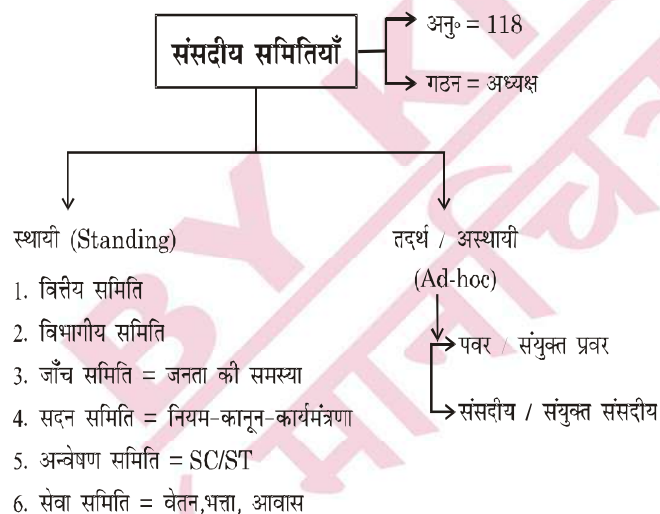 संसदीय समितियाँ
अनु॰ = 118
गठन = अध्यक्ष
स्थायी (Standing)
1. वित्तीय समिति
2. विभागीय समिति
3. जाँच समिति = जनता की समस्या
4. सदन समिति = नियम-कानून-कार्यमंत्रणा
5. अन्वेषण समिति = SC/ST
6. सेवा समिति = वेतन,भत्ता, आवास
तदर्थ / अस्थायी
(Ad-hoc)
पवर / संयुक्त प्रवर
संसदीय / संयुक्त संसदीय